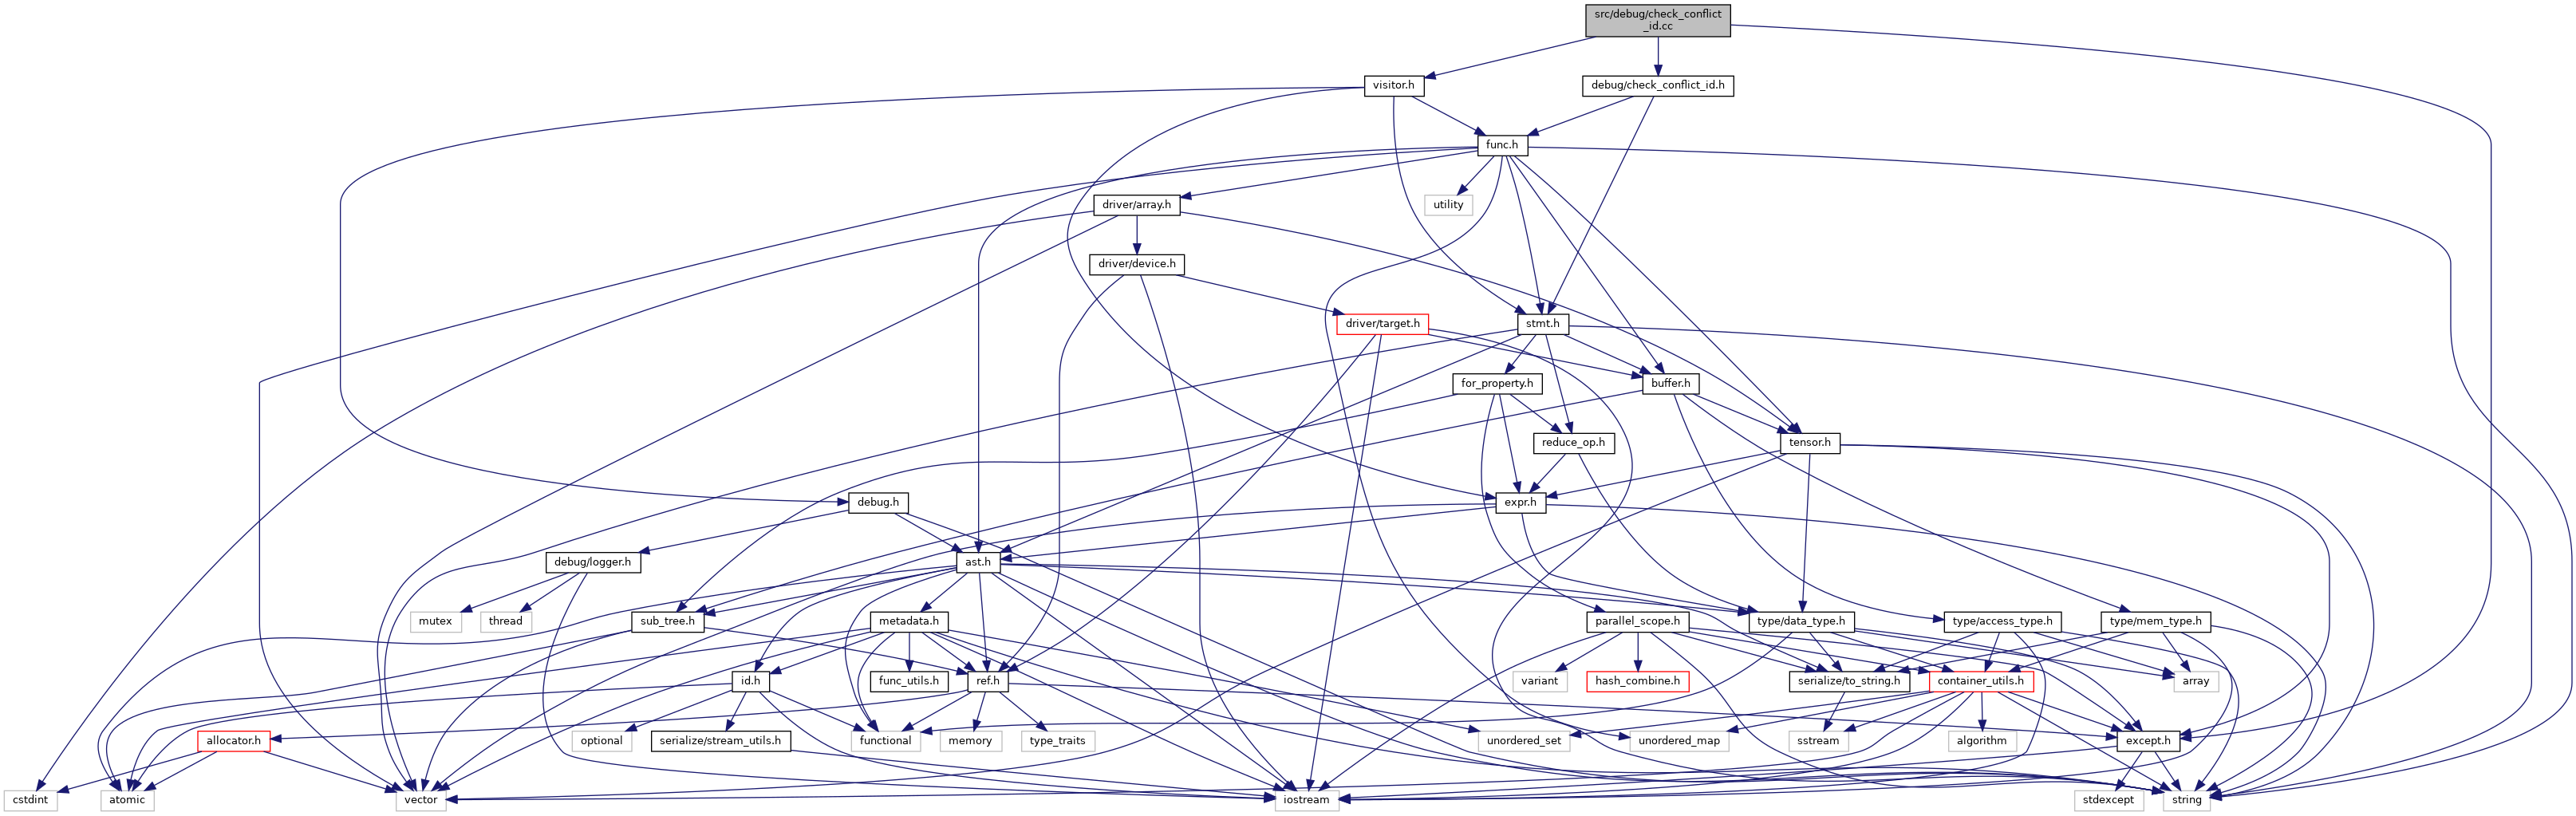 src/debug/check_conflict
_id.cc
visitor.h
debug/check_conflict_id.h
func.h
driver/array.h
utility
driver/device.h
driver/target.h
stmt.h
for_property.h
buffer.h
reduce_op.h
tensor.h
debug.h
expr.h
debug/logger.h
ast.h
mutex
thread
sub_tree.h
metadata.h
parallel_scope.h
type/data_type.h
type/access_type.h
type/mem_type.h
id.h
func_utils.h
ref.h
variant
hash_combine.h
serialize/to_string.h
container_utils.h
array
allocator.h
optional
serialize/stream_utils.h
functional
memory
type_traits
unordered_set
unordered_map
sstream
algorithm
except.h
cstdint
atomic
vector
iostream
stdexcept
string